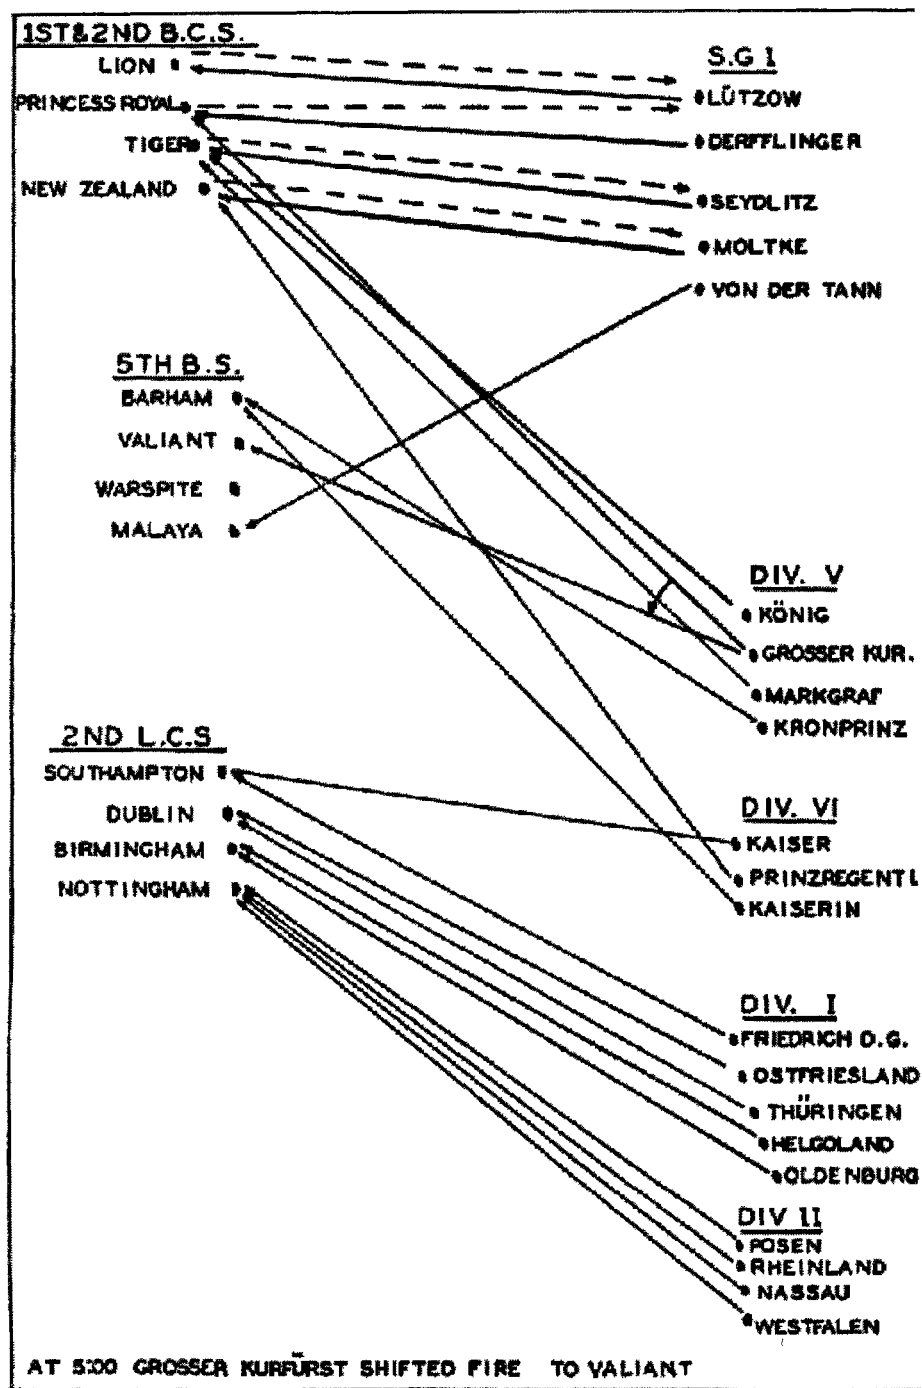 1ST&2ND B.C.S.
LION
PRINCESS ROYAL
TIGER
NEW ZEALAND
S.G I
LÜTZOW
DERFFLINGER
SEYDLITZ
MOLTKE
VON DER TANN
5TH B.S.
BARHAM
VALIANT
WARSPITE
MALAYA
DIV. V
KÖNIG
GROSSER KUR.
MARKGRAF
KRONPRINZ
2ND L.C.S
SOUTHAMPTON
DUBLIN
BIRMINGHAM
NOTTINGHAM
DIV. VI
KAISER
PRINZREGENTL
KAISERIN
DIV. I
FRIEDRICH D.G.
OSTFRIESLAND
THÜRINGEN
HELGOLAND
OLDENBURG
DIV II
POSEN
RHEINLAND
NASSAU
WESTFALEN
AT 5:00 GROSSER KURFÜRST SHIFTED FIRE TO VALIANT